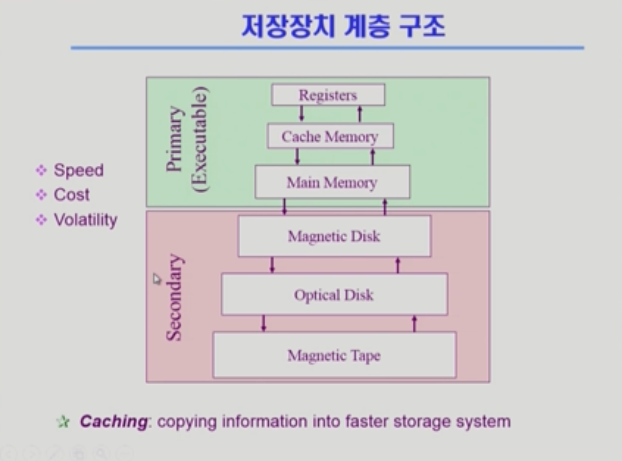 저장장치 계층 구조
Primary
(Executable)
Registers
Cache Memory
Main Memory
Speed
Cost
Volatility
Secondary
Magnetic Disk
Optical Disk
Magnetic Tape
Caching: copying information into faster storage system